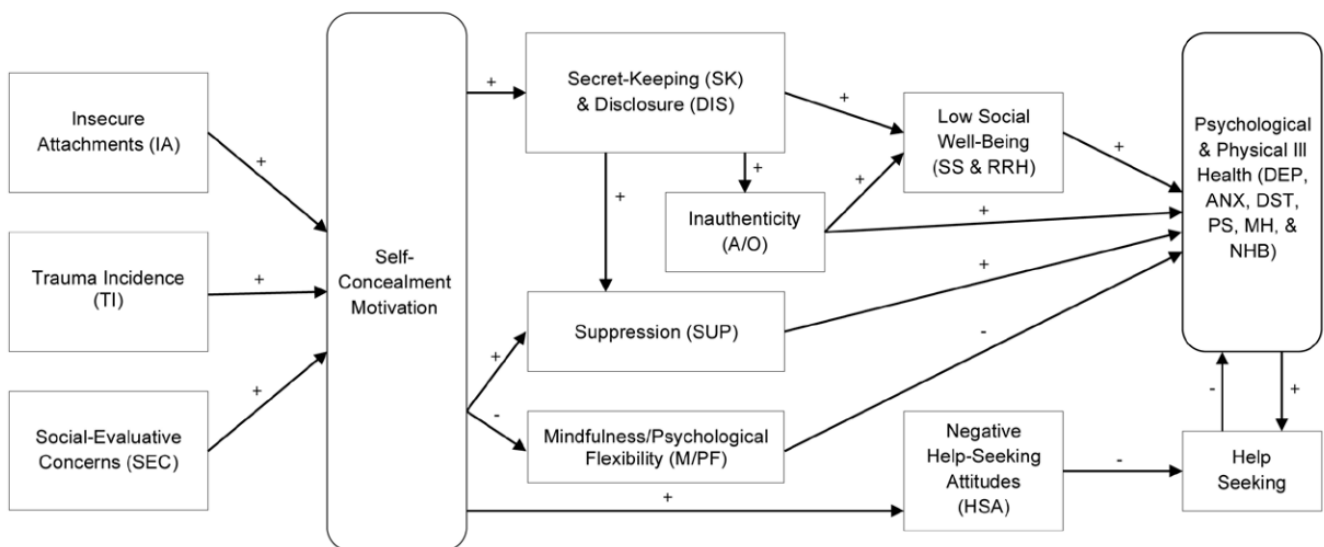 Insecure
Attachments (IA)
+
Trauma Incidence
(TI)
+
Social-Evaluative
Concerns (SEC)
+
Self-
Concealment
Motivation
+
Secret-Keeping (SK)
& Disclosure (DIS)
+
+
+
Inauthenticity
(A/O)
+
+
Low Social
Well-Being
(SS & RRH)
+
Suppression (SUP)
+
+
-
Mindfulness/Psychological
Flexibility (M/PF)
-
+
Negative
Help-Seeking
Attitudes
(HSA)
-
Psychological
& Physical Ill
Health (DEP,
ANX, DST,
PS, MH, &
NHB)
-
+
Help
Seeking